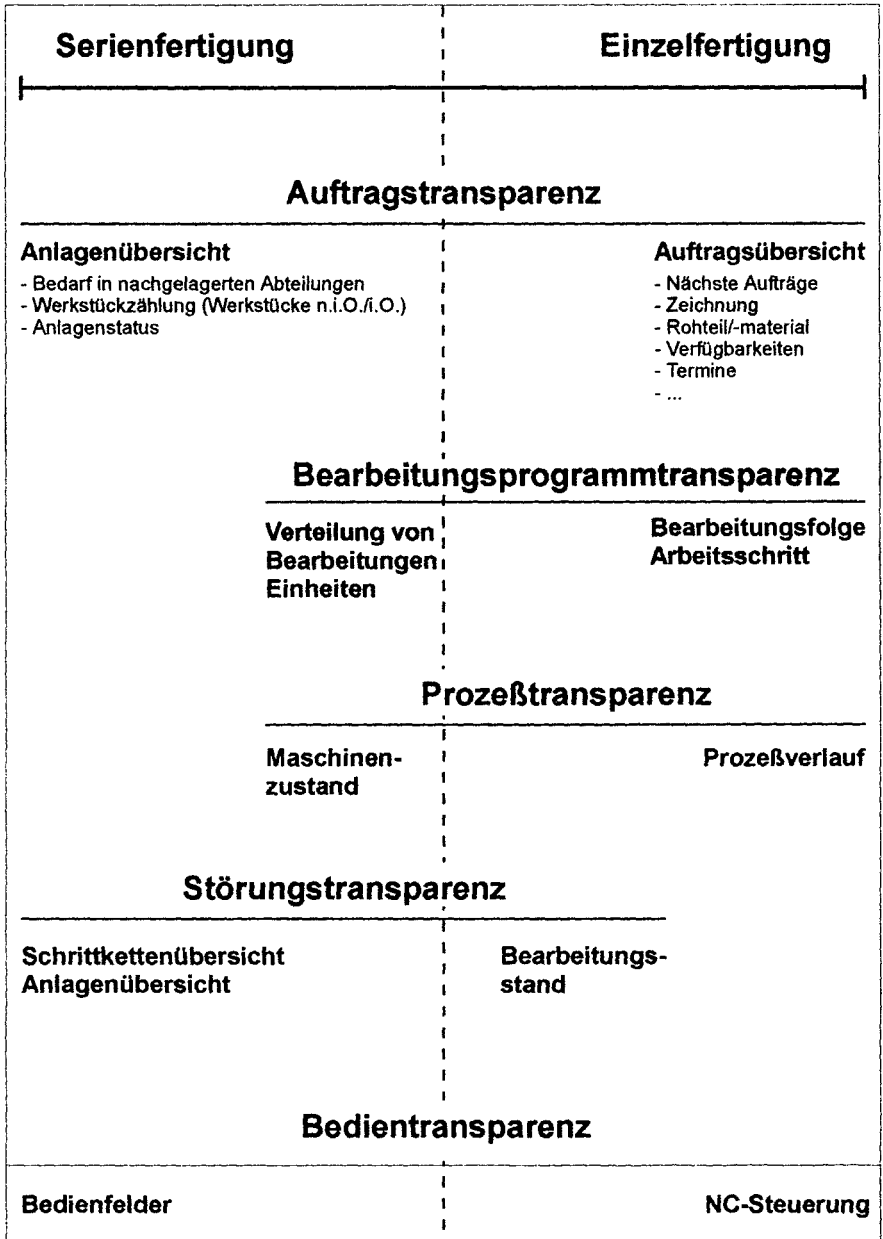 Serienfertigung Einzelfertigung
Auftragstransparenz
Anlagenübersicht
- Bedarf in nachgelagerten Abteilungen
- Werkstückzählung (Werkstücke n.i.O./i.O.)
- Anlagenstatus
Auftragsübersicht
- Nächste Aufträge
- Zeichnung
- Rohteil/-material
- Verfügbarkeiten
- Termine
- ...
Bearbeitungsprogrammtransparenz
Verteilung von
Bearbeitungen
Einheiten
Bearbeitungsfolge
Arbeitsschritt
Prozeßtransparenz
Maschinen-
zustand
Prozeßverlauf
Störungstransparenz
Schrittkettenübersicht
Anlagenübersicht
Bearbeitungs-
stand
Bedientransparenz
Bedienfelder NC-Steuerung